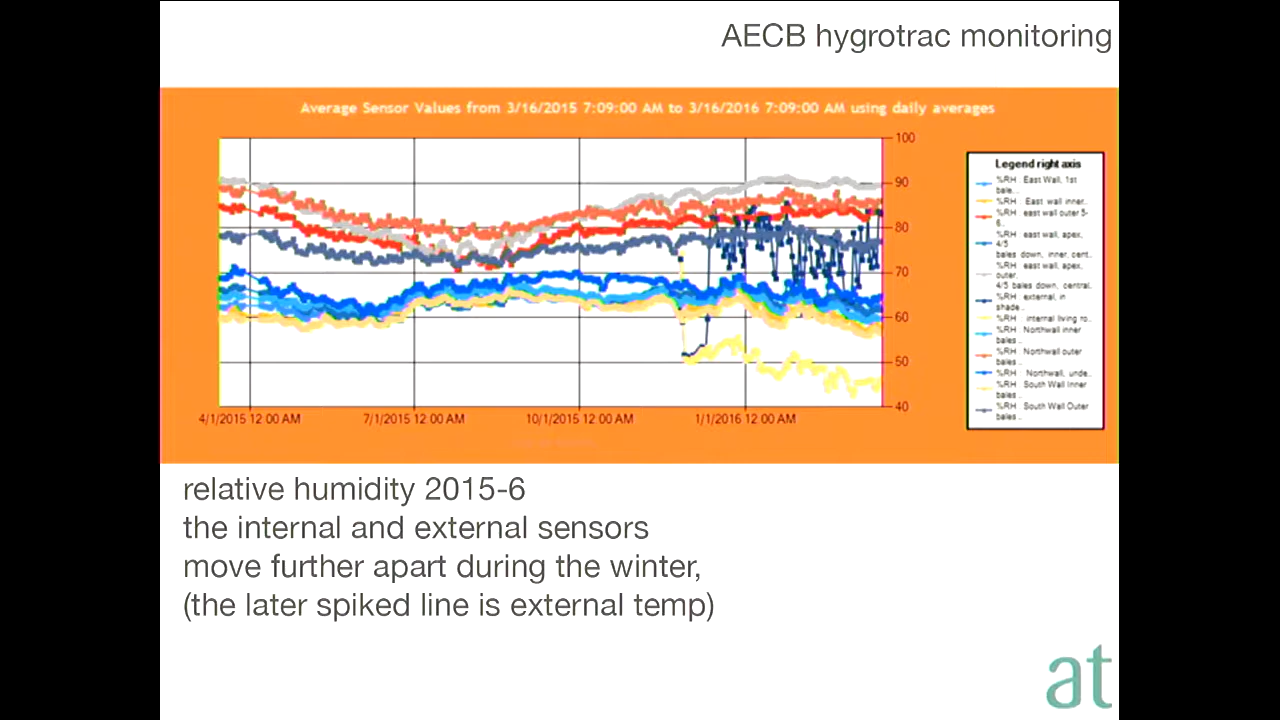 AECB hygrotrac monitoring
Average Sensor Values from 3/16/2015 7:09:00 AM to 3/16/2016 7:09:00 AM using daily averages
100
90
80
70
60
50
40
4/1/2015 12:00 AM
7/1/2015 12:00 AM
10/1/2015 12:00 AM
1/1/2016 12:00 AM
Legend right axis
%RH : East Wall, 1st
bale...
%RH : East wall inner..
%RH : east wall outer 5-
6..
%RH : east wall, apex,
4/5
bales down, inner, cent..
%RH : east wall, apex,
outer,
4/5 bales down, central.
%RH : external, in
shade..
%RH : internal living ro..
%RH : Northwall inner
bales ..
%RH : Northwall outer
bales ..
%RH : Northwall, unde..
%RH : South Wall Inner
bales ..
%RH : South Wall Outer
bales ..
relative humidity 2015-6
the internal and external sensors
move further apart during the winter,
(the later spiked line is external temp)
at